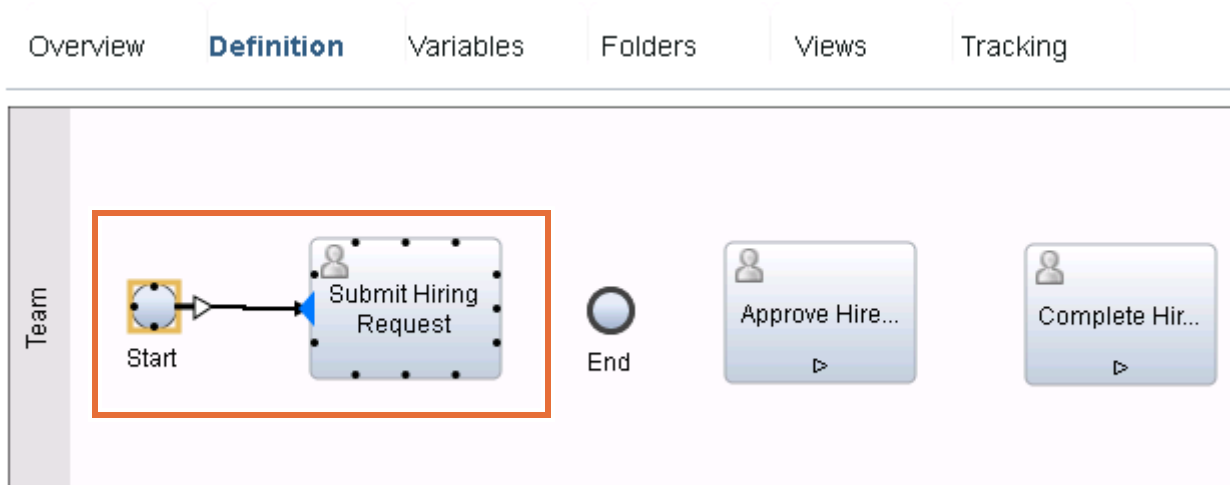 Overview Definition Variables Folders Views Tracking
Team
Submit Hiring
Request
Start
End
Approve Hire...
Complete Hir...